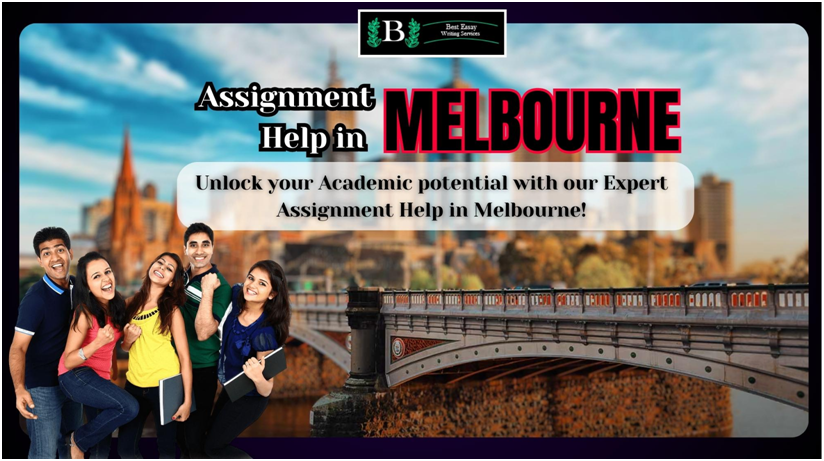 B
Best Essay
Writing Services
Assignment
Help in
MELBOURNE
Unlock your Academic potential with our Expert
Assignment Help in Melbourne!